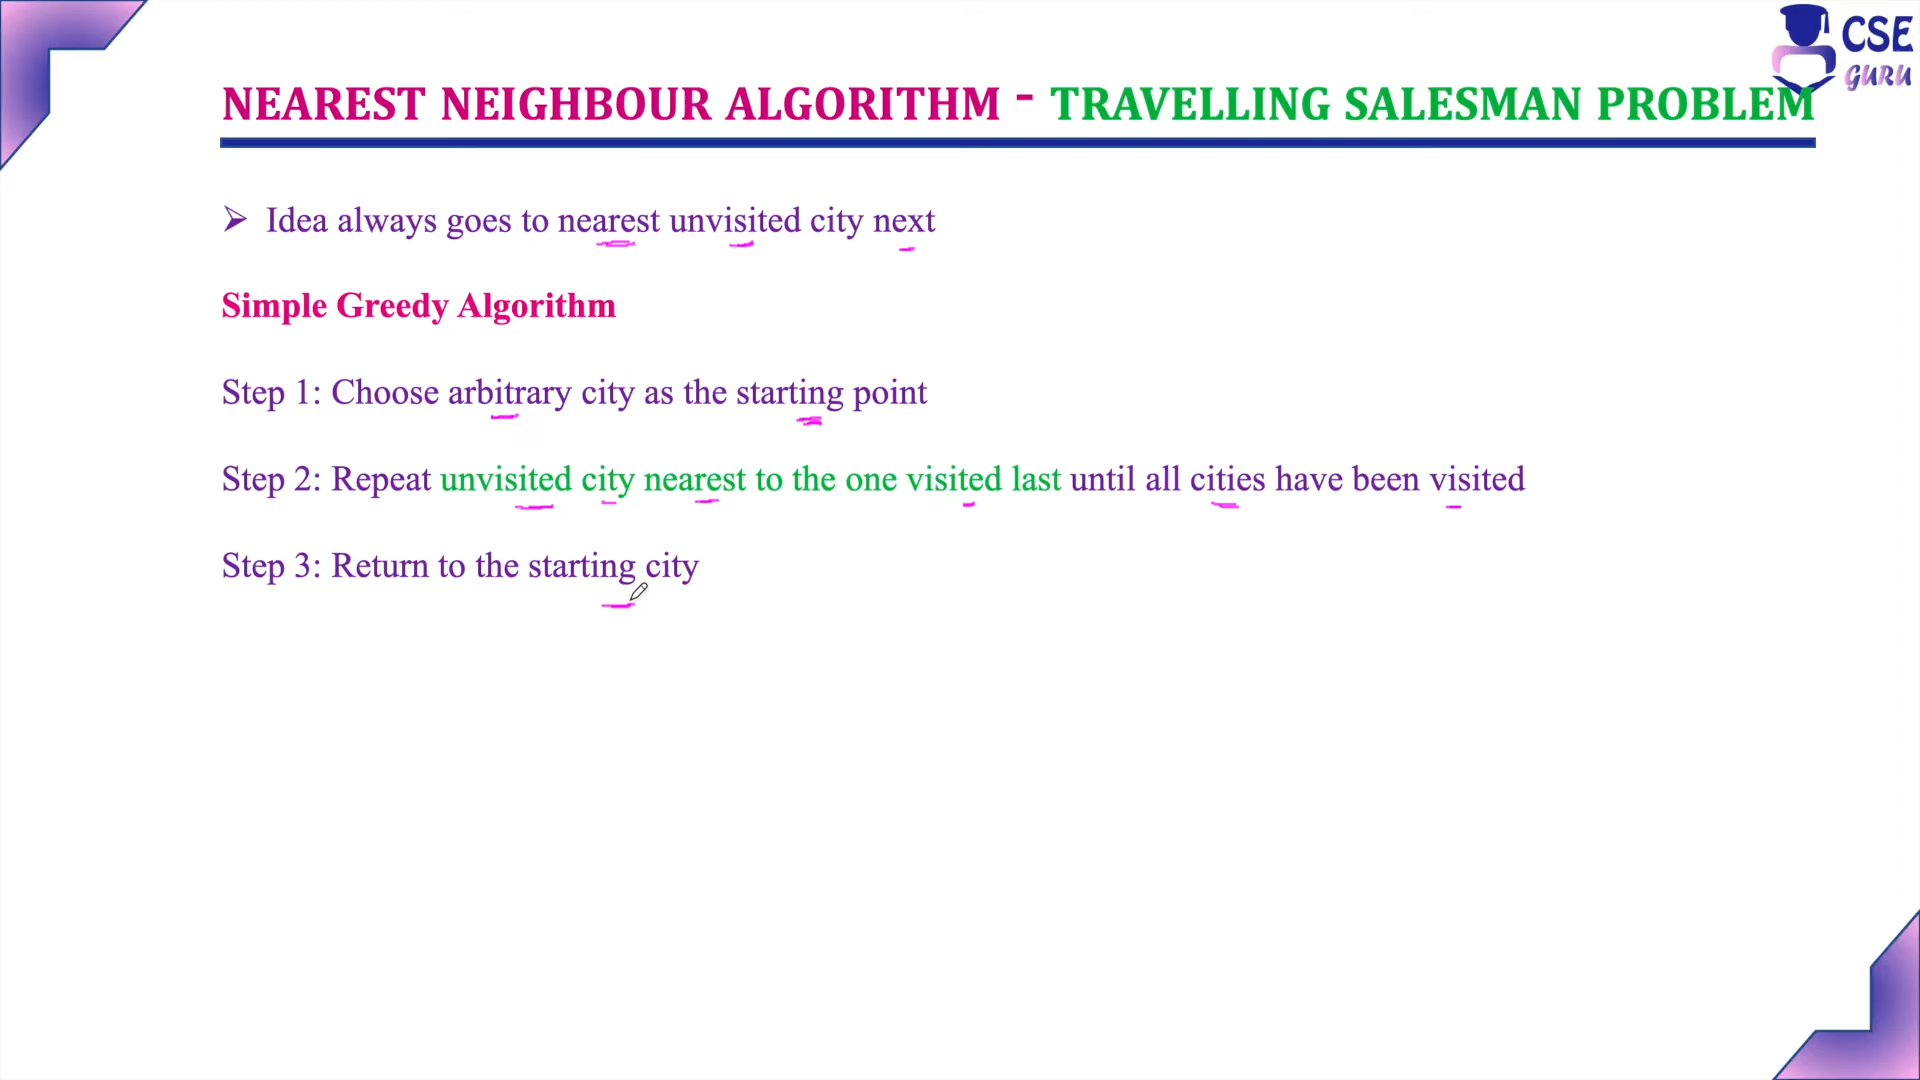 CSE
GURU
NEAREST NEIGHBOUR ALGORITHM - TRAVELLING SALESMAN PROBLEM
➢ Idea always goes to nearest unvisited city next
Simple Greedy Algorithm
Step 1: Choose arbitrary city as the starting point
Step 2: Repeat unvisited city nearest to the one visited last until all cities have been visited
Step 3: Return to the starting city